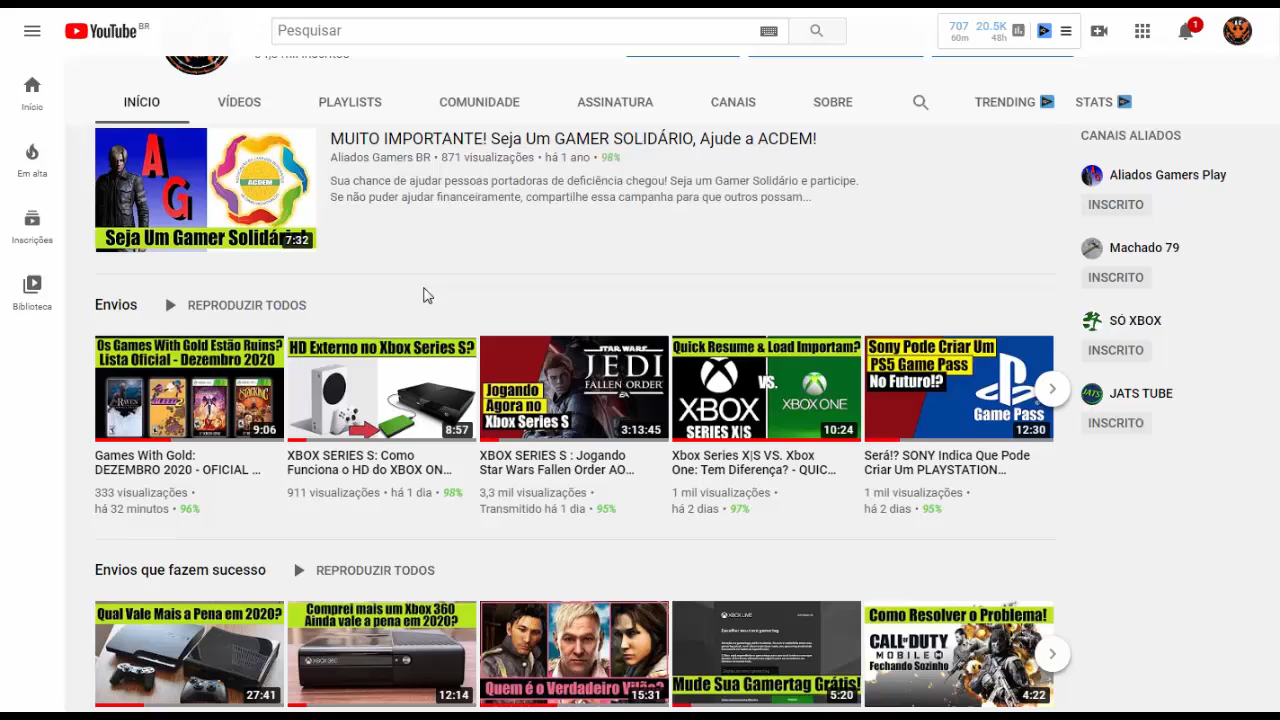 YouTube BR
Pesquisar
707 20.5K
60m 48h
1
INÍCIO VÍDEOS PLAYLISTS COMUNIDADE ASSINATURA CANAIS SOBRE TRENDING STATS
Início
Em alta
Inscrições
Biblioteca
A
G
ACDEM
Seja Um Gamer Solidário!
7:32
MUITO IMPORTANTE! Seja Um GAMER SOLIDÁRIO, Ajude a ACDEM!
Aliados Gamers BR • 871 visualizações • há 1 ano • 98%
Sua chance de ajudar pessoas portadoras de deficiência chegou! Seja um Gamer Solidário e participe.
Se não puder ajudar financeiramente, compartilhe essa campanha para que outros possam...
CANAIS ALIADOS
Aliados Gamers Play
INSCRITO
Machado 79
INSCRITO
SÓ XBOX
INSCRITO
JATS TUBE
INSCRITO
Envios REPRODUZIR TODOS
Os Games With Gold Estão Ruins?
Lista Oficial - Dezembro 2020
9:06
Games With Gold:
DEZEMBRO 2020 - OFICIAL ...
333 visualizações •
há 32 minutos • 96%
HD Externo no Xbox Series S?
8:57
XBOX SERIES S: Como
Funciona o HD do XBOX ON...
911 visualizações • há 1 dia • 98%
STAR WARS
JEDI
FALLEN ORDER
EA
Jogando
Agora no
Xbox Series S
3:13:45
XBOX SERIES S : Jogando
Star Wars Fallen Order AO...
3,3 mil visualizações •
Transmitido há 1 dia • 95%
Quick Resume & Load Importam?
XBOX
SERIES X|S
VS.
XBOX ONE
10:24
Xbox Series X|S VS. Xbox
One: Tem Diferença? - QUIC...
1 mil visualizações •
há 2 dias • 97%
Sony Pode Criar Um
PS5 Game Pass
No Futuro!?
Game Pass
12:30
Será!? SONY Indica Que Pode
Criar Um PLAYSTATION...
1 mil visualizações •
há 2 dias • 95%
Envios que fazem sucesso REPRODUZIR TODOS
Qual Vale Mais a Pena em 2020?
27:41
Comprei mais um Xbox 360
Ainda vale a pena em 2020?
XBOX 360
12:14
Quem é o Verdadeiro Vilão?
15:31
XBOX LIVE
Mude Sua Gamertag Grátis!
5:20
Como Resolver o Problema!
CALL OF DUTY
MOBILE
Fechando Sozinho
4:22